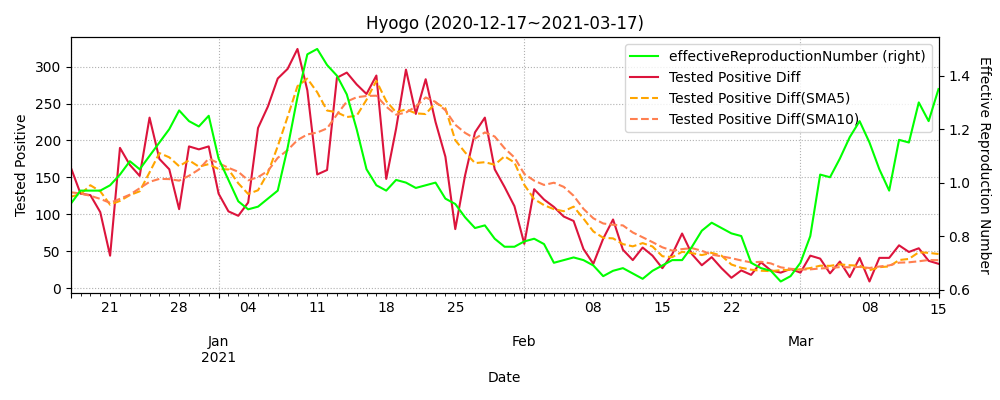 Hyogo (2020-12-17~2021-03-17)
effectiveReproductionNumber (right)
Tested Positive Diff
Tested Positive Diff(SMA5)
Tested Positive Diff(SMA10)
Tested Positive
300
250
200
150
100
50
0
Effective Reproduction Number
1.4
1.2
1.0
0.8
0.6
21 28 04 11 18 25 08 15 22 08 15
Jan Feb Mar
2021
Date